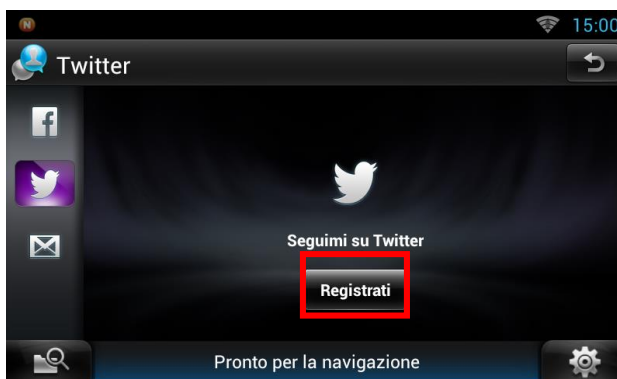 N
15:00
Twitter
f
Seguimi su Twitter
Registrati
Pronto per la navigazione